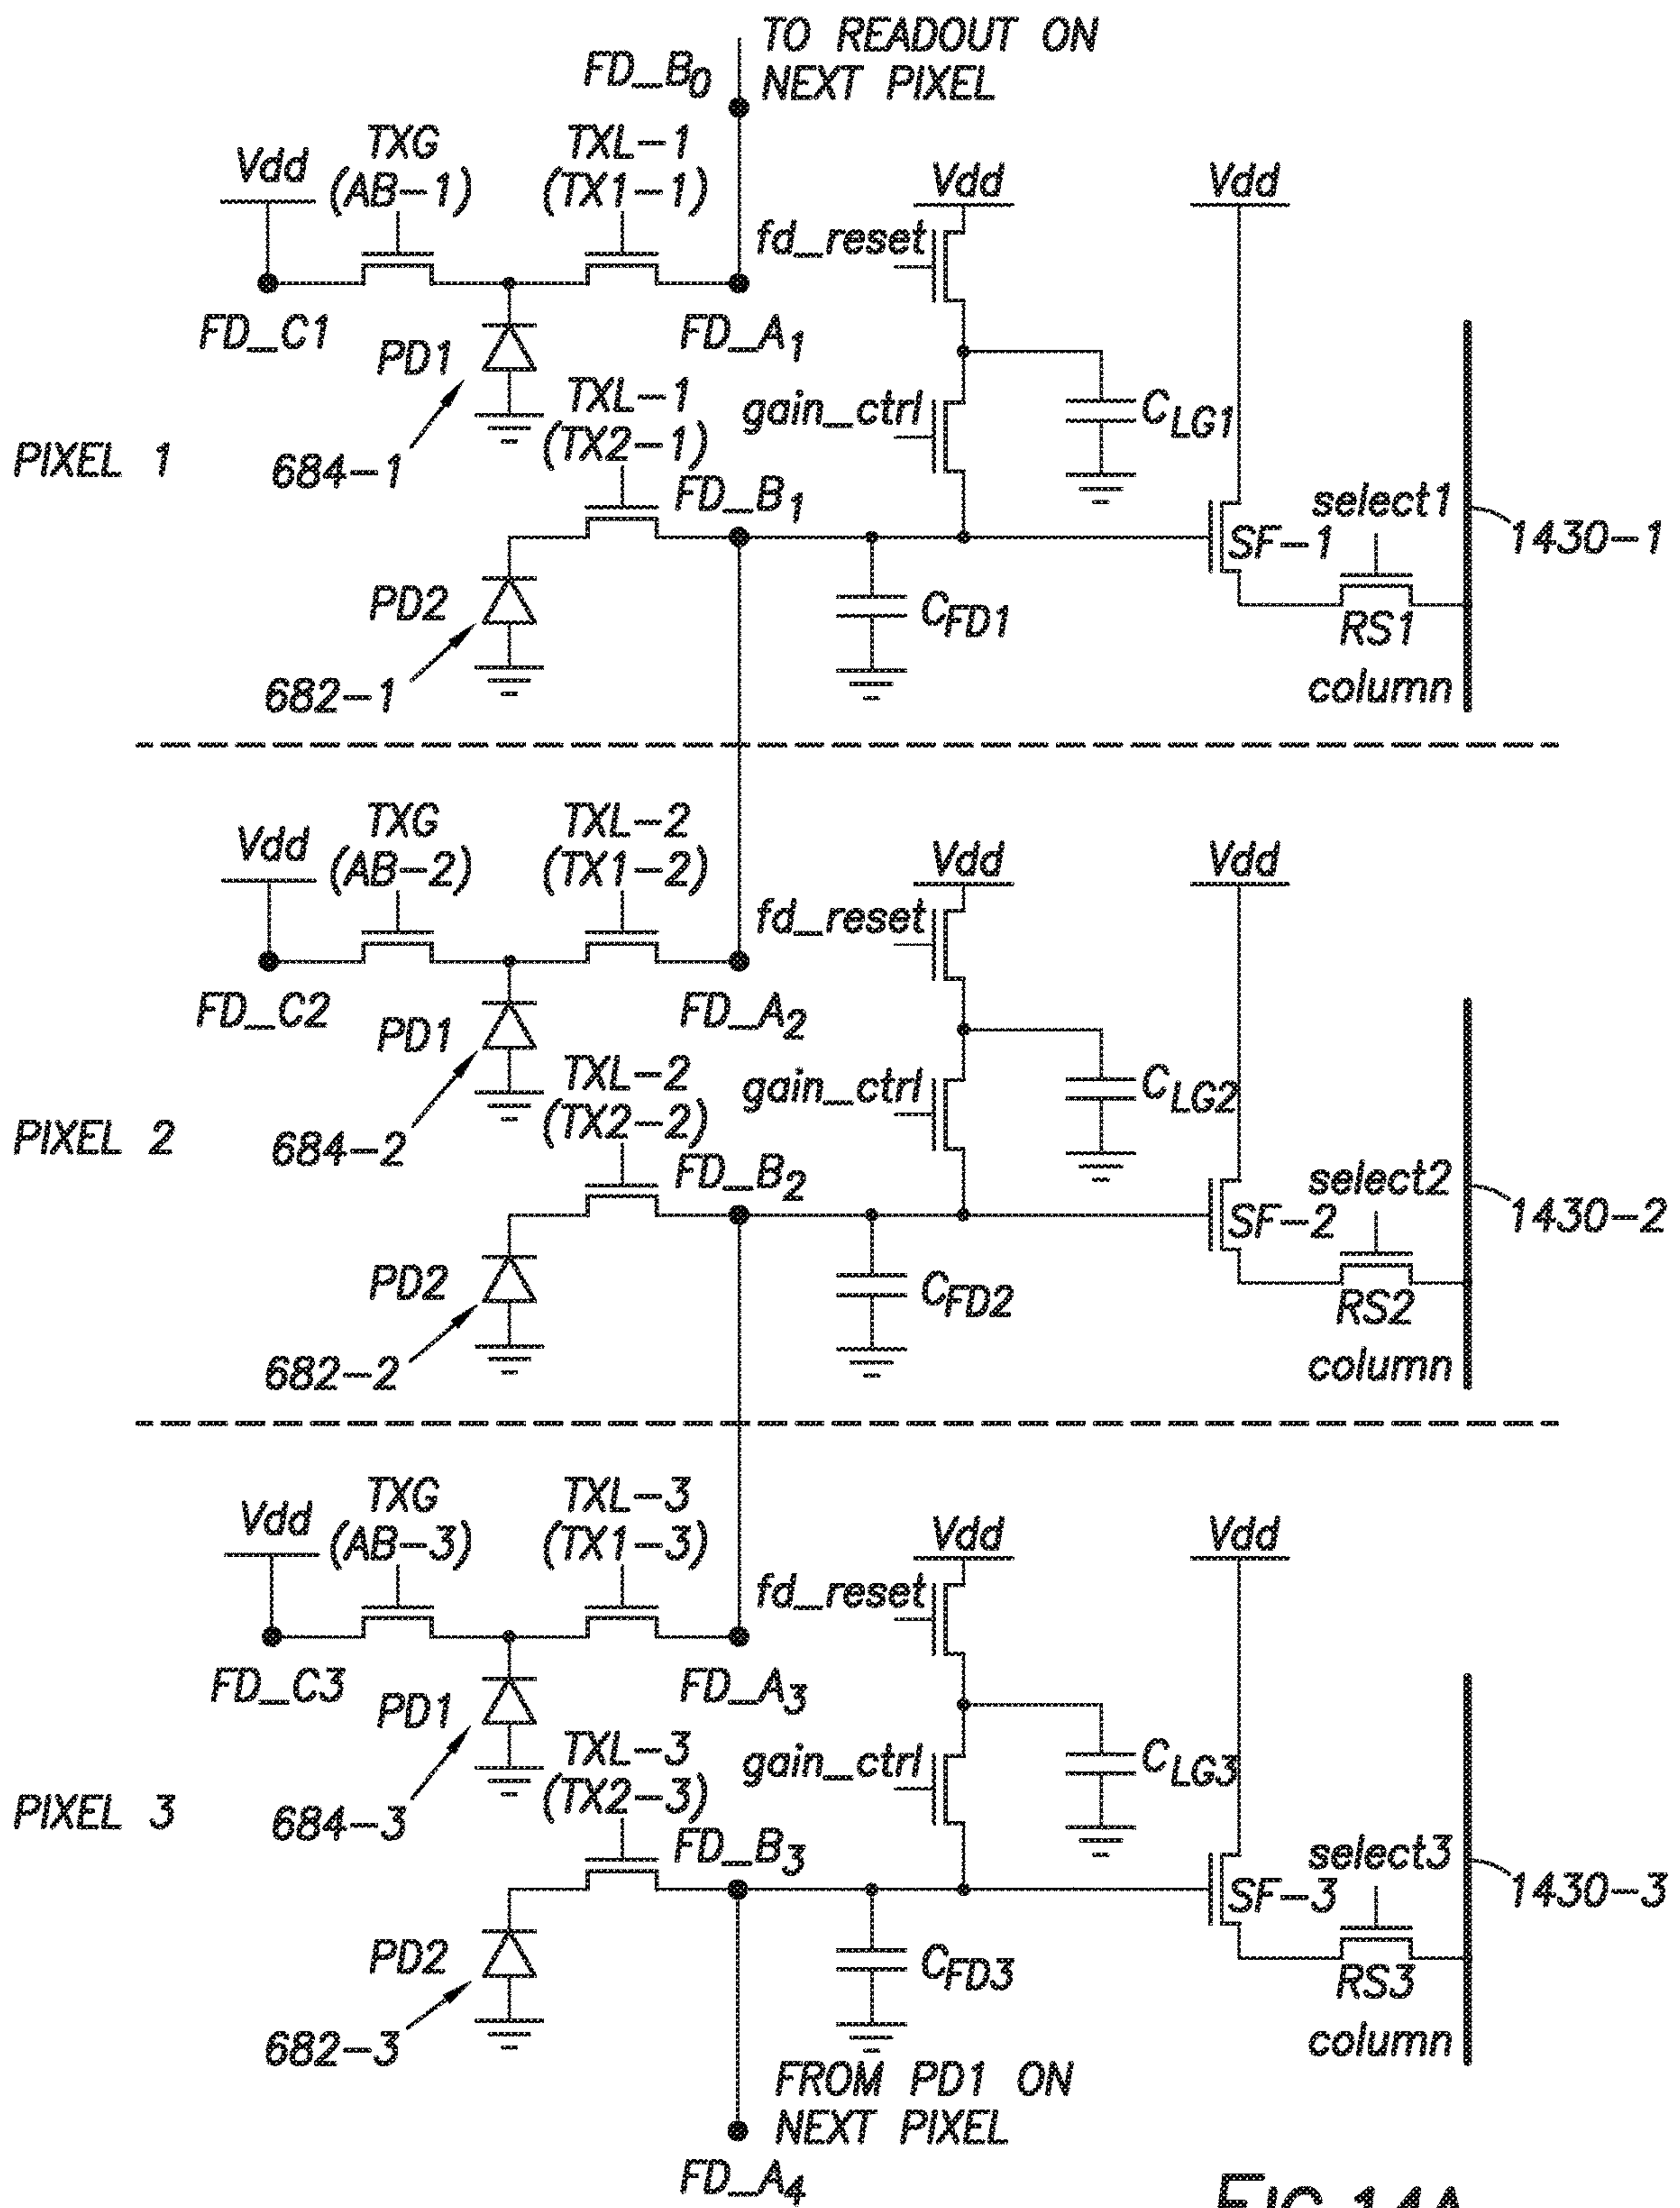 TO READOUT ON
NEXT PIXEL
FD_B0
TXG
(AB-1)
TXL-1
(TX1-1)
Vdd
Vdd
Vdd
fd_reset
FD_C1
PD1
FD_A1
684-1
TXL-1
(TX2-1)
gain_ctrl
CLG1
PIXEL 1
FD_B1
select1
SF-1
1430-1
PD2
CFD1
RS1
682-1
column
TXG
(AB-2)
TXL-2
(TX1-2)
Vdd
Vdd
Vdd
fd_reset
FD_C2
PD1
FD_A2
684-2
TXL-2
(TX2-2)
gain_ctrl
CLG2
PIXEL 2
FD_B2
select2
SF-2
1430-2
PD2
CFD2
RS2
682-2
column
TXG
(AB-3)
TXL-3
(TX1-3)
Vdd
Vdd
Vdd
fd_reset
FD_C3
PD1
FD_A3
684-3
TXL-3
(TX2-3)
gain_ctrl
CLG3
PIXEL 3
FD_B3
select3
SF-3
1430-3
PD2
CFD3
RS3
682-3
column
FROM PD1 ON
NEXT PIXEL
FD_A4
FIG.14A